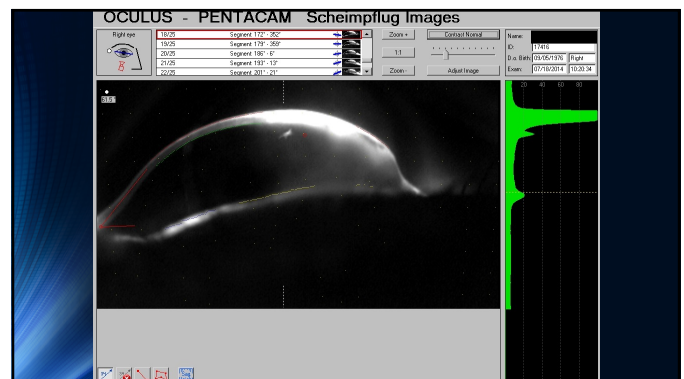 OCULUS - PENTACAM Scheimpflug Images
Right eye
18/25 Segment 172° - 352°
19/25 Segment 179° - 359°
20/25 Segment 186° - 6°
21/25 Segment 193° - 13°
22/25 Segment 201° - 21°
Zoom +
1:1
Zoom -
Contrast Normal
Adjust Image
Name:
ID: 17416
D.o. Birth: 09/05/1976 Right
Exam: 07/18/2014 10:20:34
20 40 60 80